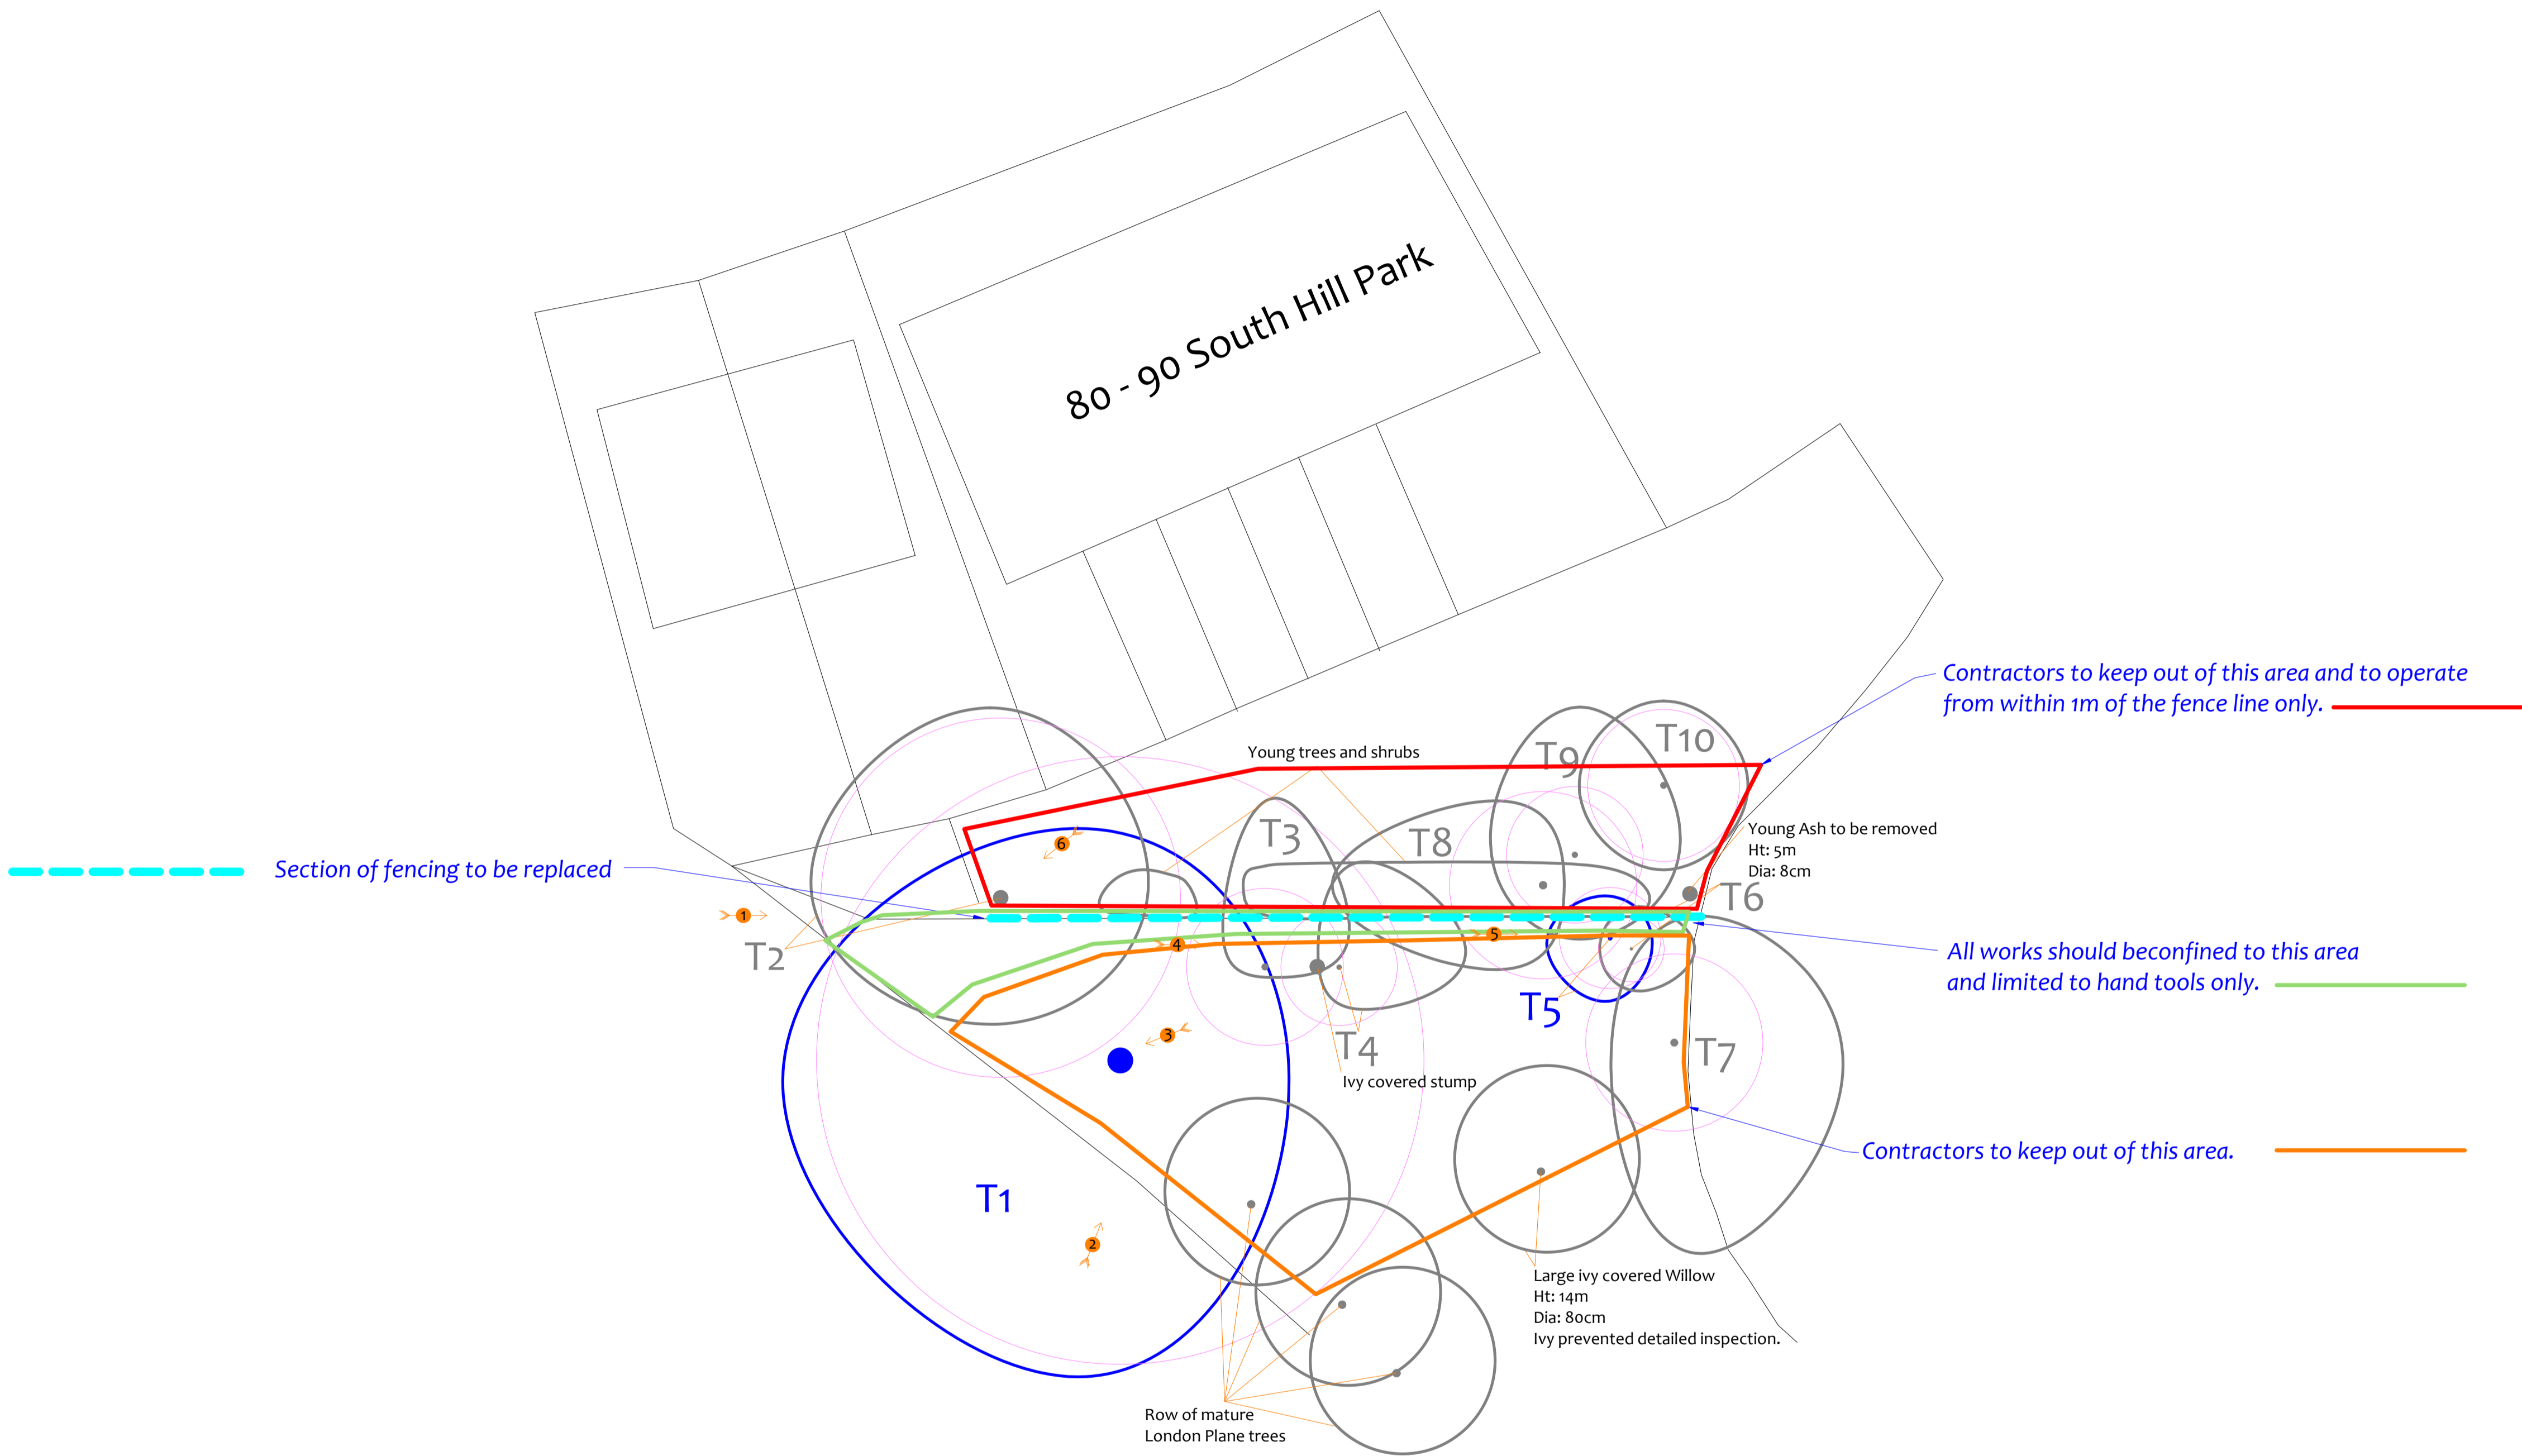 80 - 90 South Hill Park
Contractors to keep out of this area and to operate
from within 1m of the fence line only.
T10
T9
Young trees and shrubs
T3
T8
Young Ash to be removed
Ht: 5m
Dia: 8cm
6
Section of fencing to be replaced
T6
1
T2
4
5
All works should beconfined to this area
and limited to hand tools only.
T5
3
T4
T7
Ivy covered stump
Contractors to keep out of this area.
T1
2
Large ivy covered Willow
Ht: 14m
Dia: 80cm
Ivy prevented detailed inspection.
Row of mature
London Plane trees